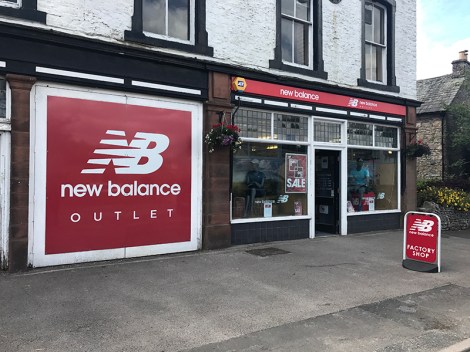 NB
new balance
OUTLET
new balance NB
SALE
NB
new balance
FACTORY
SHOP